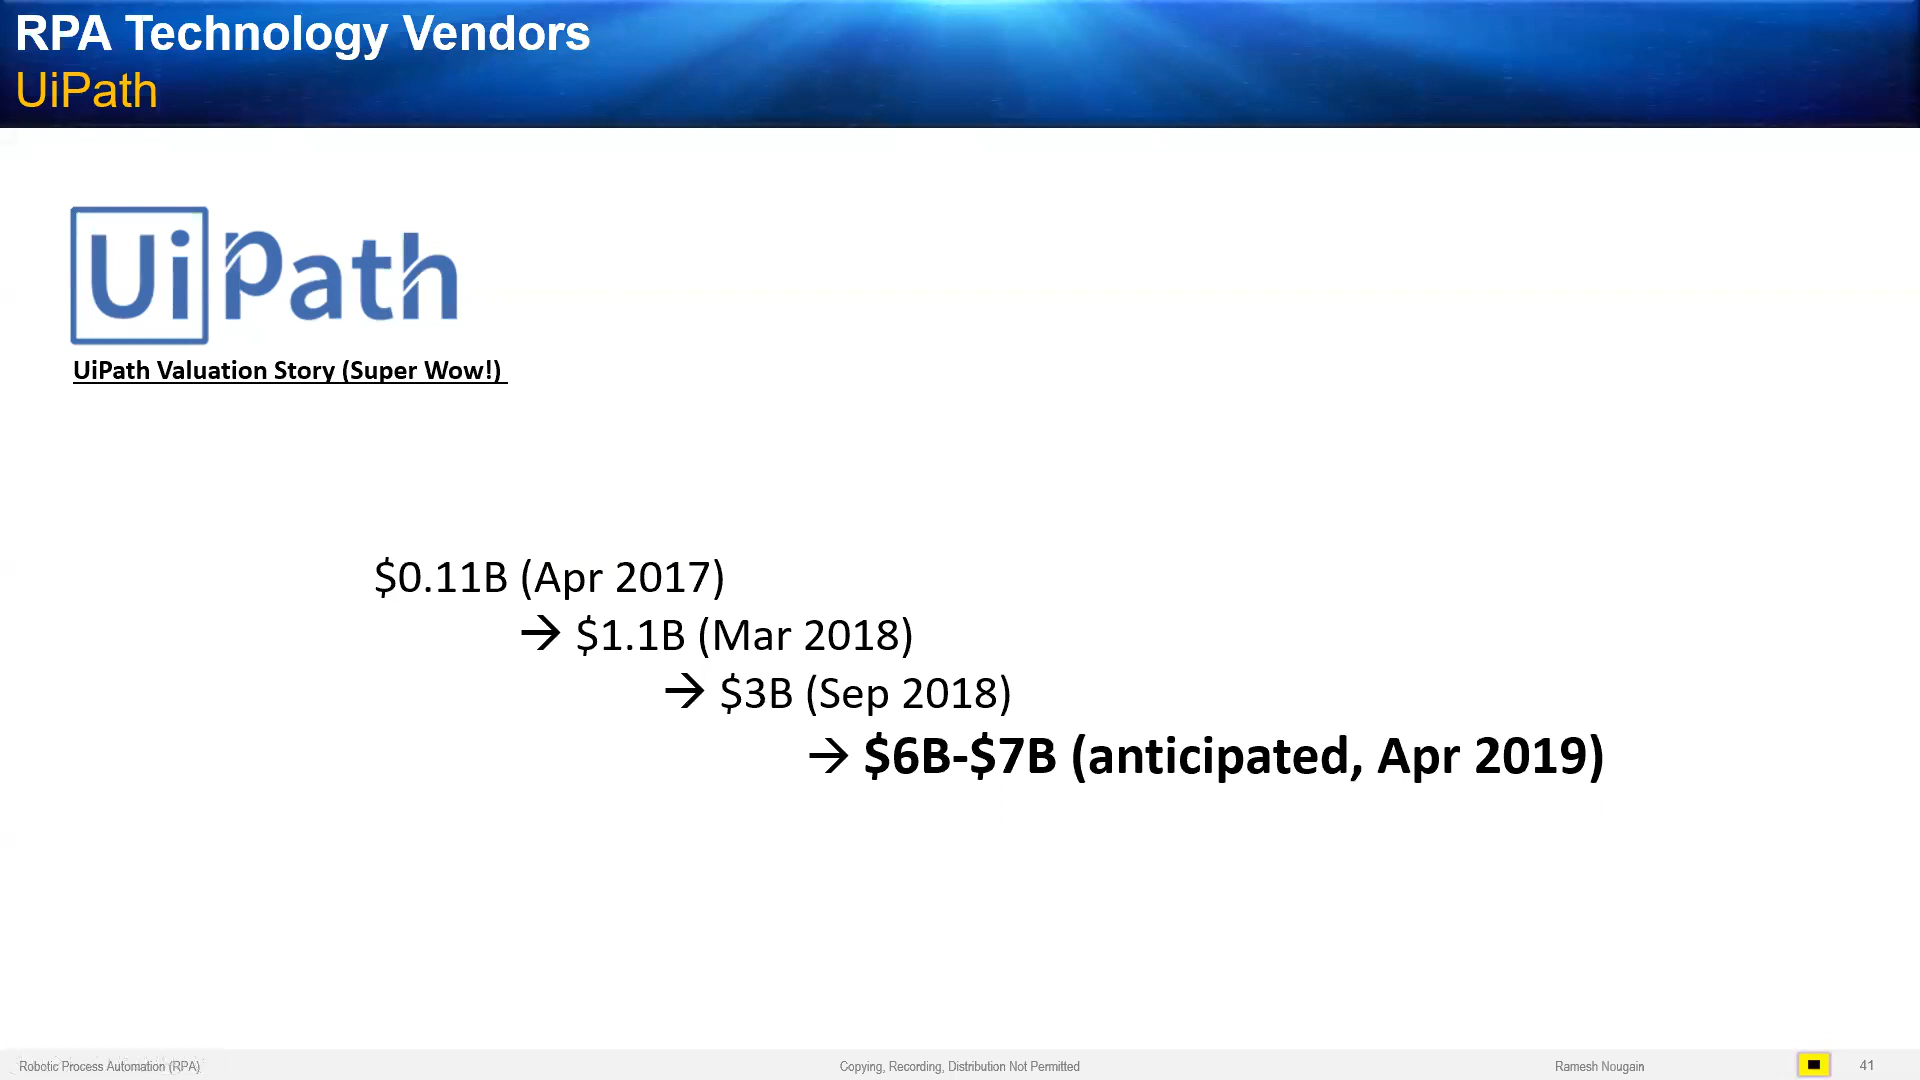 RPA Technology Vendors
UiPath
UiPath
UiPath Valuation Story (Super Wow!)
$0.11B (Apr 2017)
→ $1.1B (Mar 2018)
→ $3B (Sep 2018)
→ $6B-$7B (anticipated, Apr 2019)
Robotic Process Automation (RPA)
Copying, Recording, Distribution Not Permitted
Ramesh Nougain
41